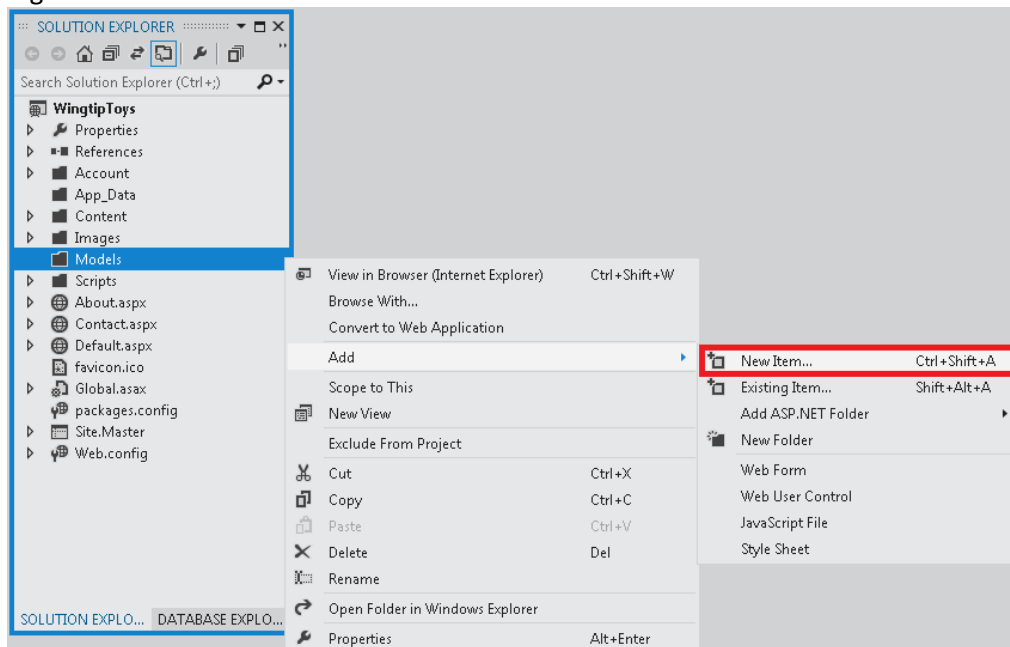 SOLUTION EXPLORER
Search Solution Explorer (Ctrl+;)
WingtipToys
Properties
References
Account
App_Data
Content
Images
Models
Scripts
About.aspx
Contact.aspx
Default.aspx
favicon.ico
Global.asax
packages.config
Site.Master
Web.config
SOLUTION EXPLO... DATABASE EXPLO...
View in Browser (Internet Explorer) Ctrl+Shift+W
Browse With...
Convert to Web Application
Add
Scope to This
New View
Exclude From Project
Cut Ctrl+X
Copy Ctrl+C
Paste Ctrl+V
Delete Del
Rename
Open Folder in Windows Explorer
Properties Alt+Enter
New Item... Ctrl+Shift+A
Existing Item... Shift+Alt+A
Add ASP.NET Folder
New Folder
Web Form
Web User Control
JavaScript File
Style Sheet